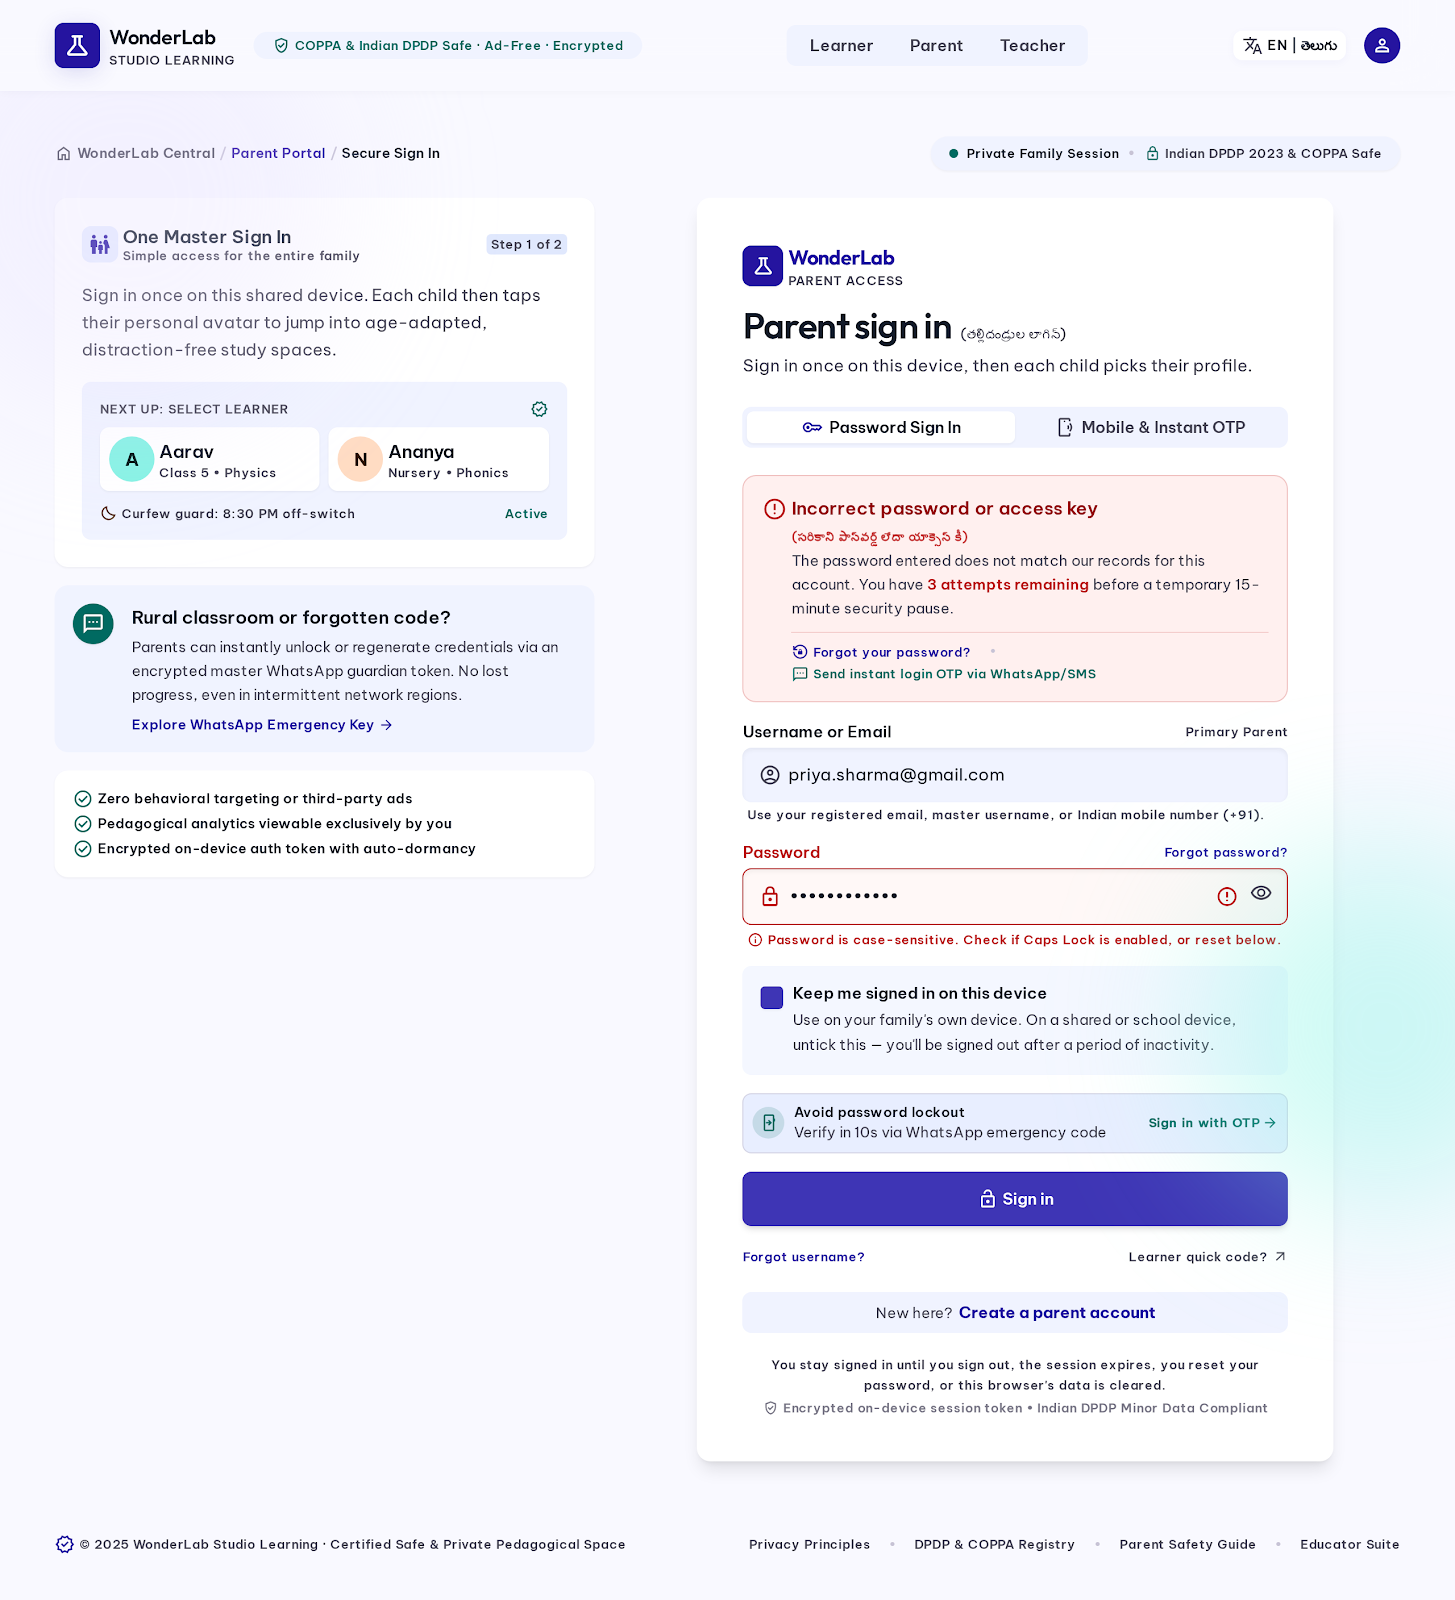 WonderLab
STUDIO LEARNING
COPPA & Indian DPDP Safe · Ad-Free · Encrypted
Learner
Parent
Teacher
EN | తెలుగు
WonderLab Central / Parent Portal / Secure Sign In
Private Family Session • Indian DPDP 2023 & COPPA Safe
One Master Sign In
Simple access for the entire family
Step 1 of 2
Sign in once on this shared device. Each child then taps
their personal avatar to jump into age-adapted,
distraction-free study spaces.
NEXT UP: SELECT LEARNER
A
Aarav
Class 5 • Physics
N
Ananya
Nursery • Phonics
Curfew guard: 8:30 PM off-switch
Active
Rural classroom or forgotten code?
Parents can instantly unlock or regenerate credentials via an
encrypted master WhatsApp guardian token. No lost
progress, even in intermittent network regions.
Explore WhatsApp Emergency Key →
Zero behavioral targeting or third-party ads
Pedagogical analytics viewable exclusively by you
Encrypted on-device auth token with auto-dormancy
WonderLab
PARENT ACCESS
Parent sign in (తల్లిదండ్రుల లాగిన్)
Sign in once on this device, then each child picks their profile.
Password Sign In
Mobile & Instant OTP
Incorrect password or access key
(సరికాని పాస్‌వర్డ్ లేదా యాక్సెస్ కీ)
The password entered does not match our records for this
account. You have 3 attempts remaining before a temporary 15-
minute security pause.
Forgot your password? •
Send instant login OTP via WhatsApp/SMS
Username or Email
Primary Parent
priya.sharma@gmail.com
Use your registered email, master username, or Indian mobile number (+91).
Password
Forgot password?
••••••••••••
Password is case-sensitive. Check if Caps Lock is enabled, or reset below.
Keep me signed in on this device
Use on your family's own device. On a shared or school device,
untick this — you'll be signed out after a period of inactivity.
Avoid password lockout
Verify in 10s via WhatsApp emergency code
Sign in with OTP →
Sign in
Forgot username?
Learner quick code? ↗
New here? Create a parent account
You stay signed in until you sign out, the session expires, you reset your
password, or this browser's data is cleared.
Encrypted on-device session token • Indian DPDP Minor Data Compliant
© 2025 WonderLab Studio Learning · Certified Safe & Private Pedagogical Space
Privacy Principles • DPDP & COPPA Registry • Parent Safety Guide • Educator Suite